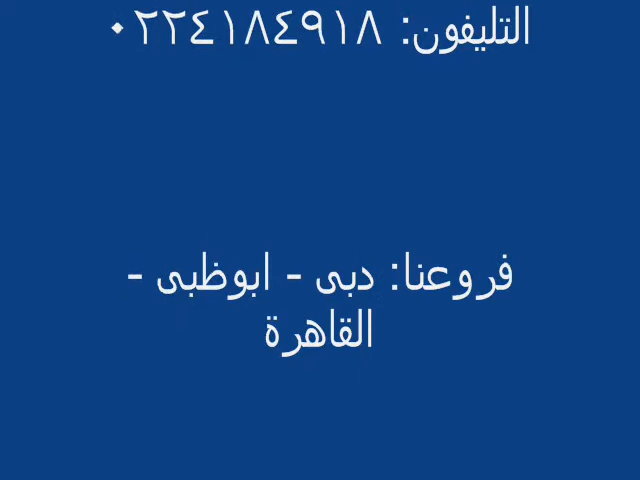 التليفون: ٠٢٢٤١٨٤٩١٨
فروعنا: دبى - ابوظبى -
القاهرة